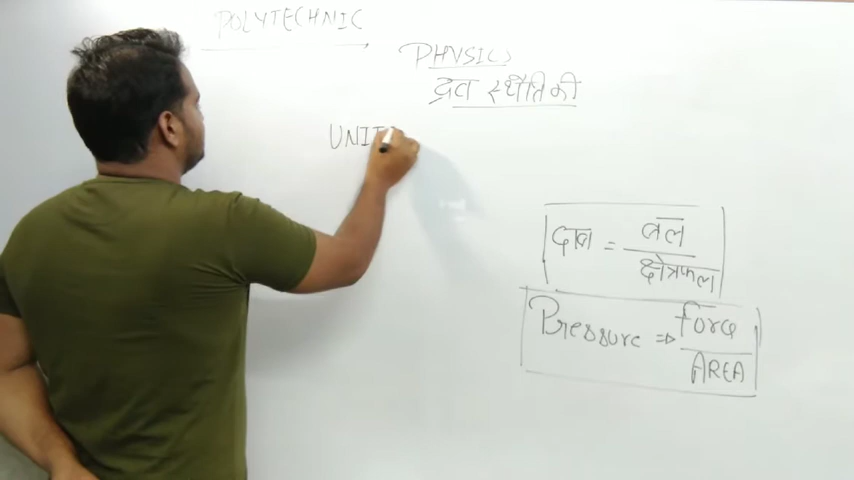 POLYTECHNIC
PHYSICS
द्रव स्थैतिकी
UNIT
दाब = बल / क्षेत्रफल
Pressure ⇒ force / AREA